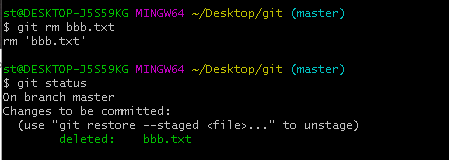 st@DESKTOP-J5S59KG MINGW64 ~/Desktop/git (master)
$ git rm bbb.txt
rm 'bbb.txt'
st@DESKTOP-J5S59KG MINGW64 ~/Desktop/git (master)
$ git status
On branch master
Changes to be committed:
  (use "git restore --staged <file>..." to unstage)
        deleted:    bbb.txt